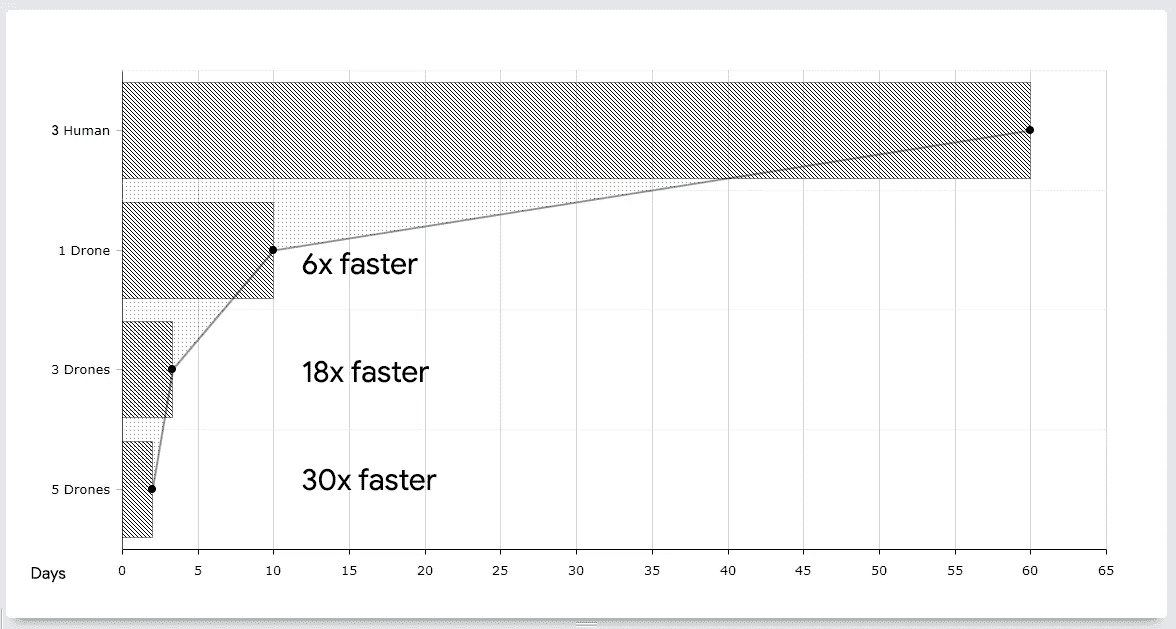 3 Human
1 Drone
6x faster
3 Drones
18x faster
5 Drones
30x faster
Days
0 5 10 15 20 25 30 35 40 45 50 55 60 65